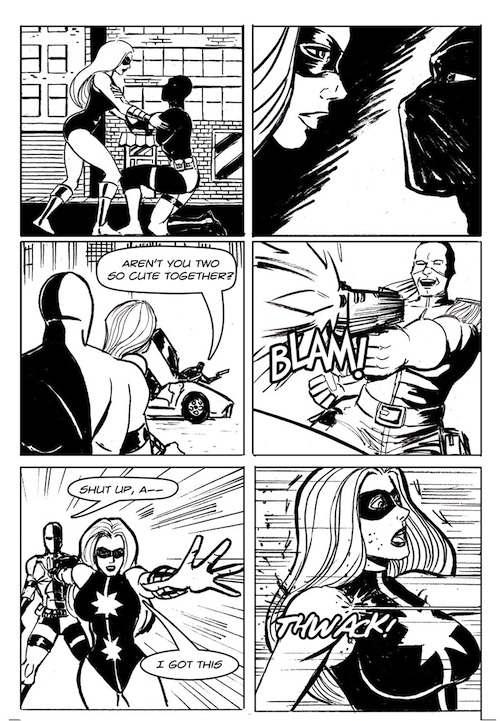 AREN'T YOU TWO
SO CUTE TOGETHER?
BLAM!
SHUT UP, A--
I GOT THIS
THWACK!